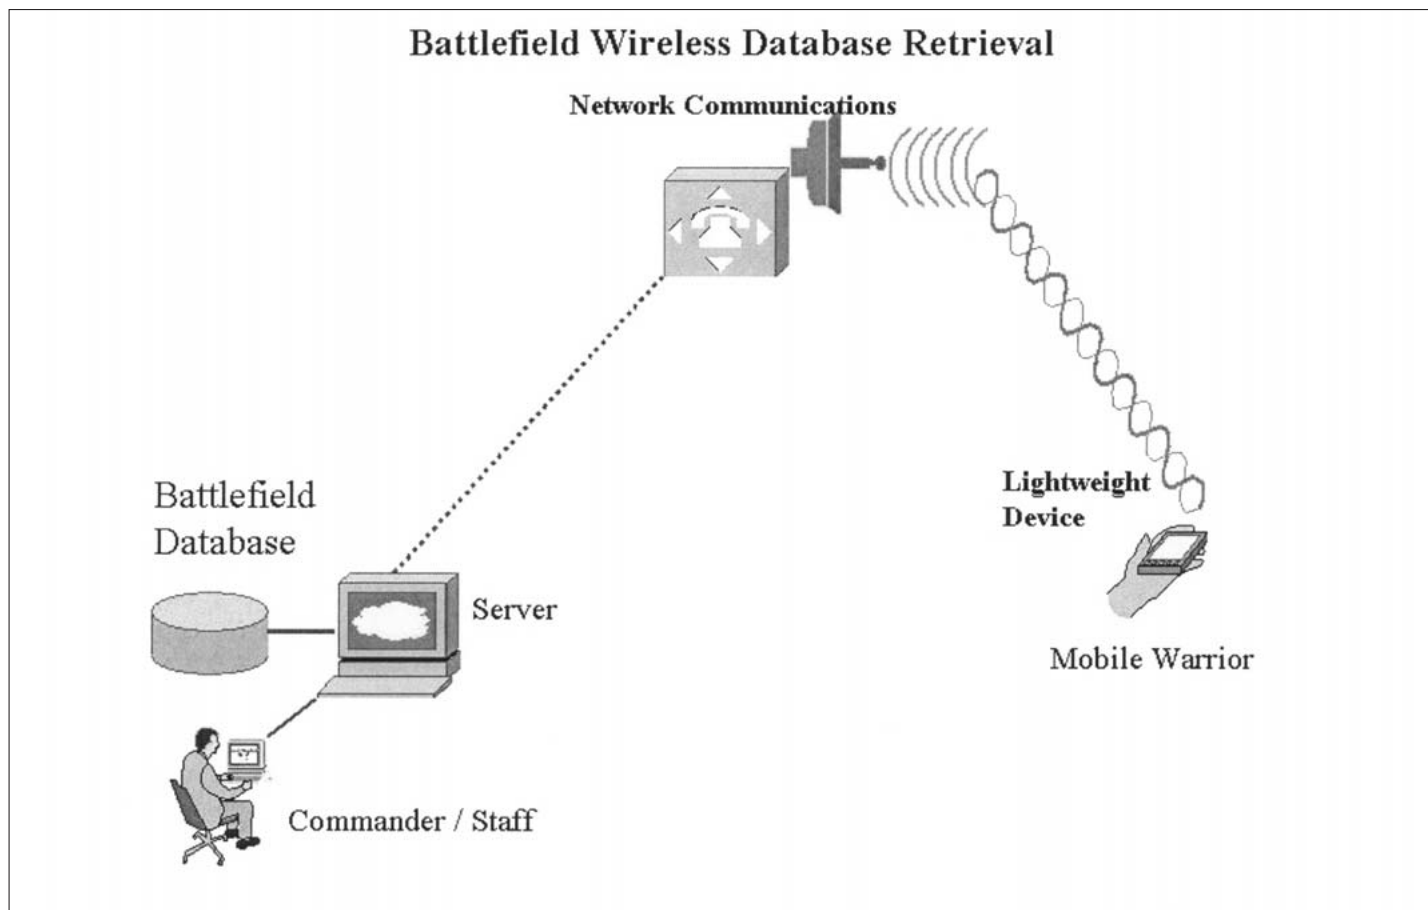 Battlefield Wireless Database Retrieval
Network Communications
Lightweight
Device
Battlefield
Database
Server
Mobile Warrior
Commander / Staff